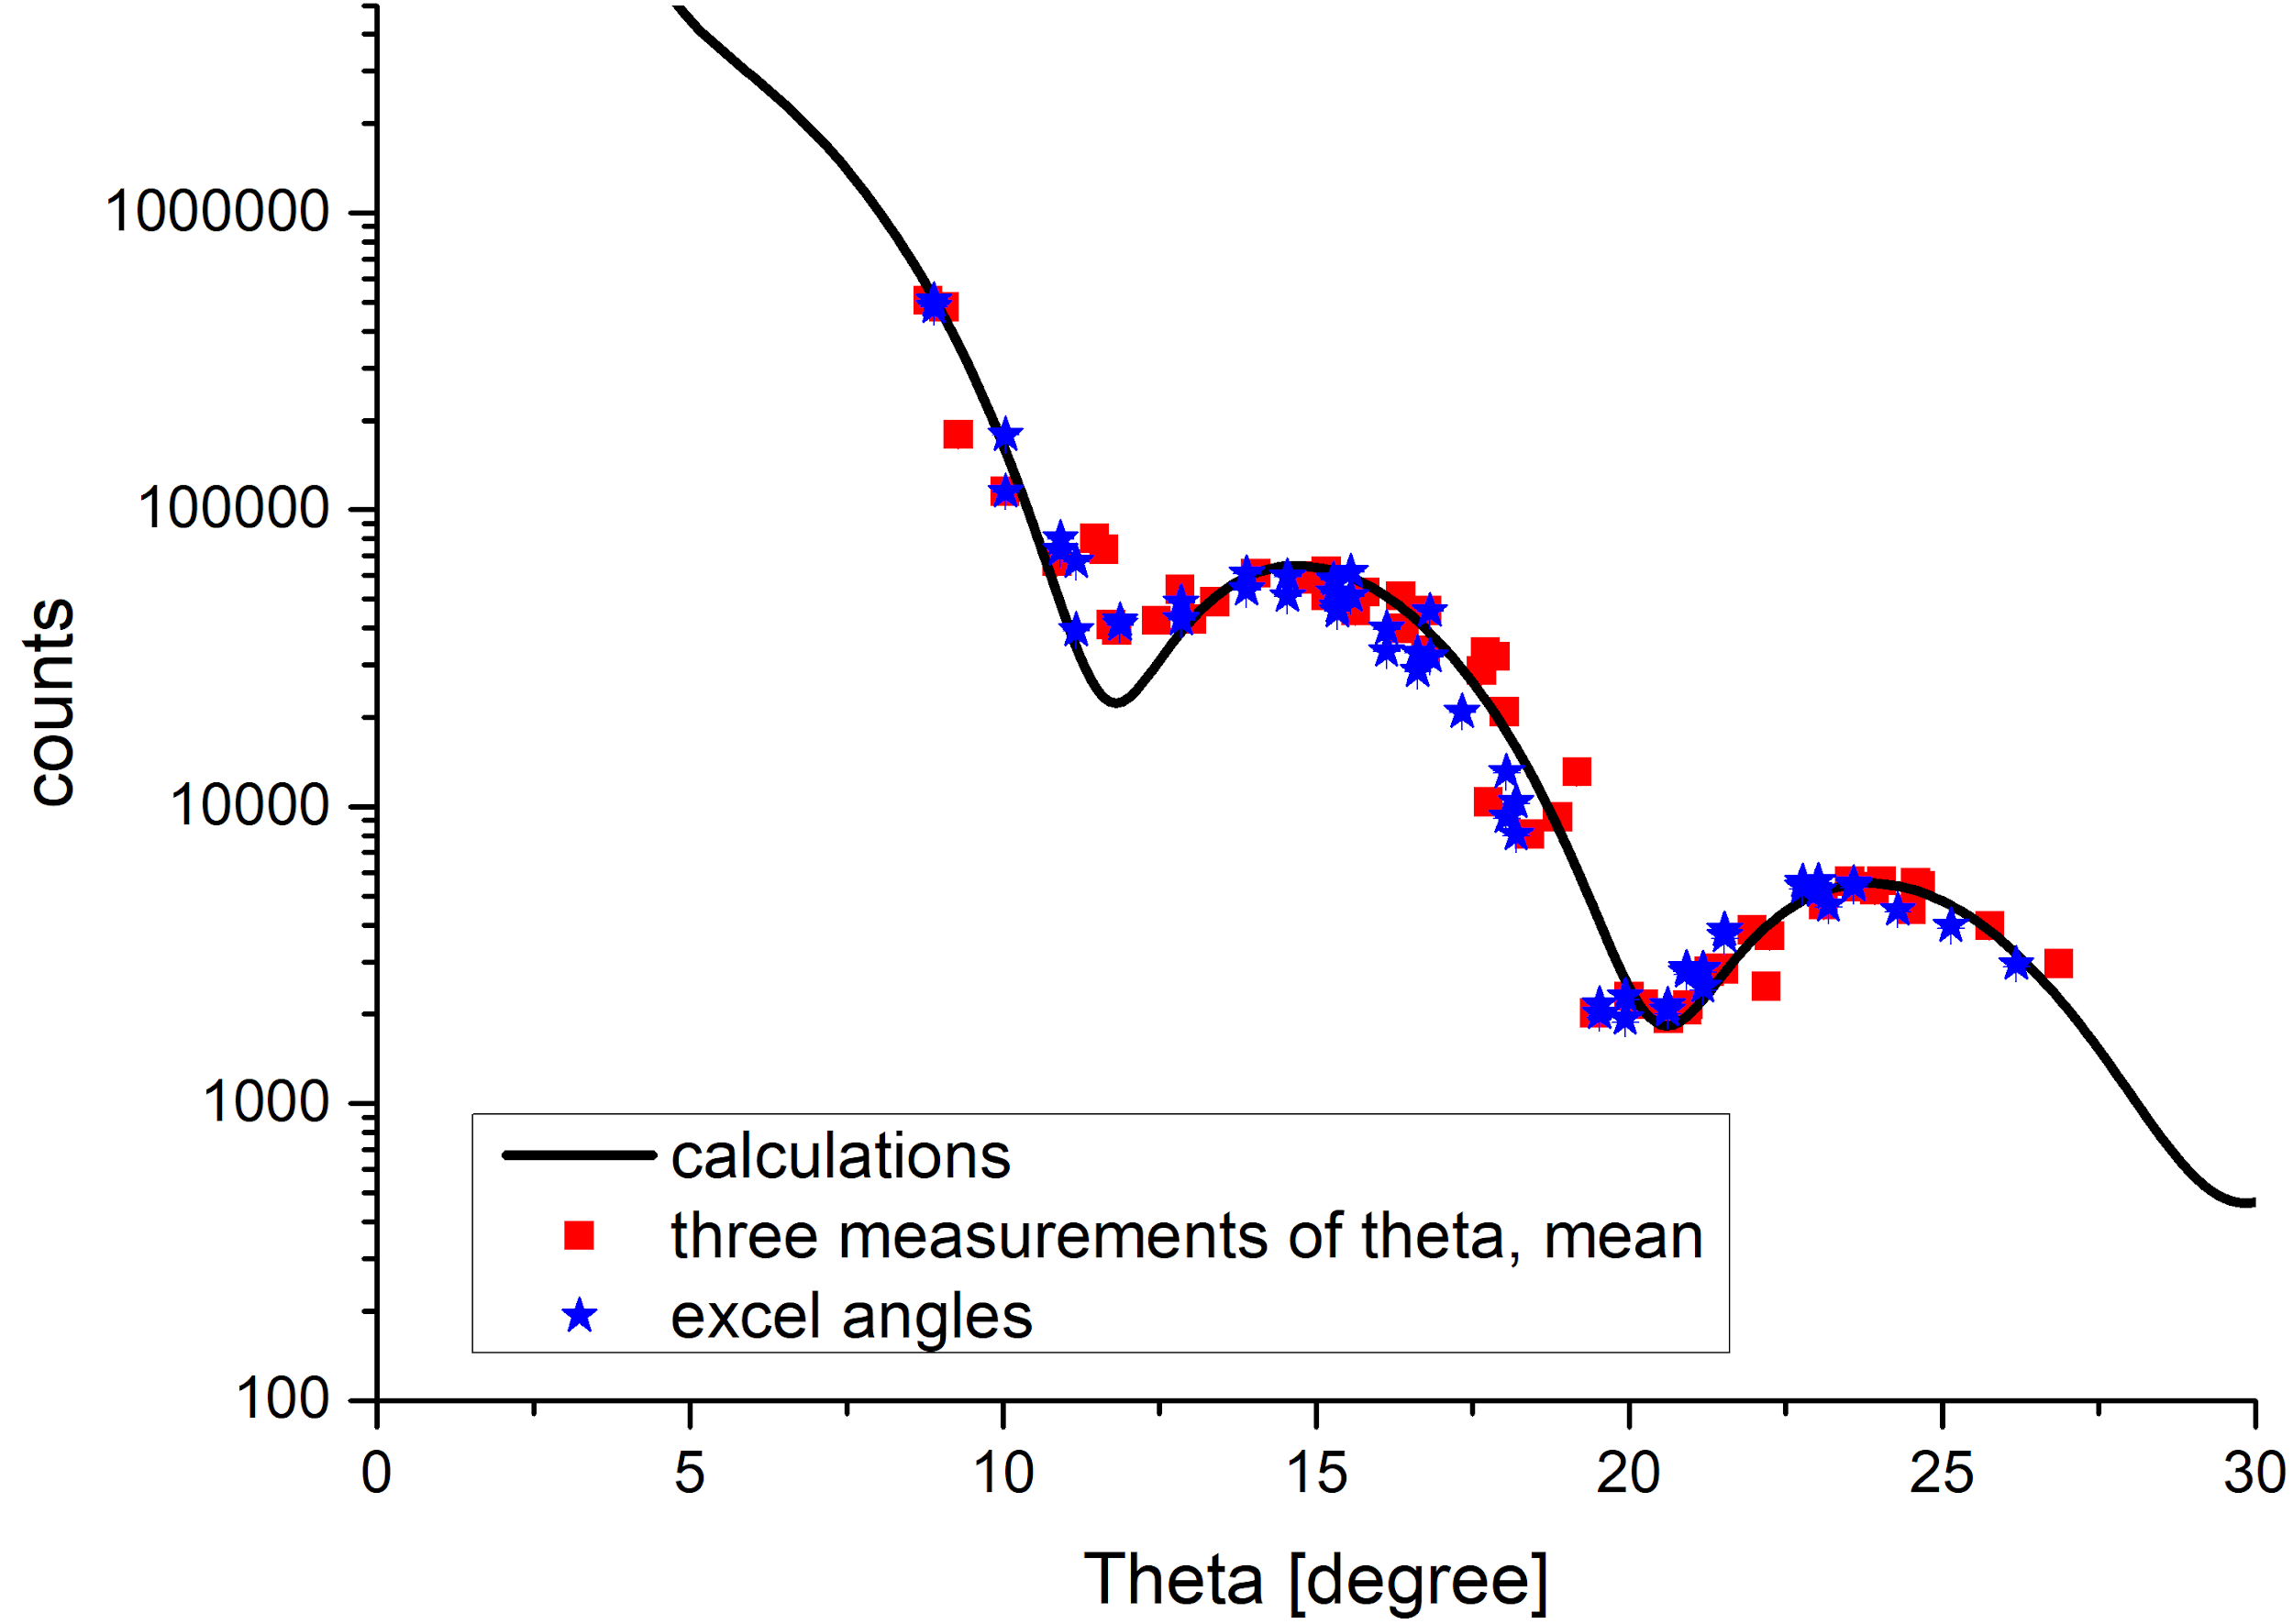 1000000
100000
10000
1000
100
counts
calculations
three measurements of theta, mean
excel angles
0 5 10 15 20 25 30
Theta [degree]